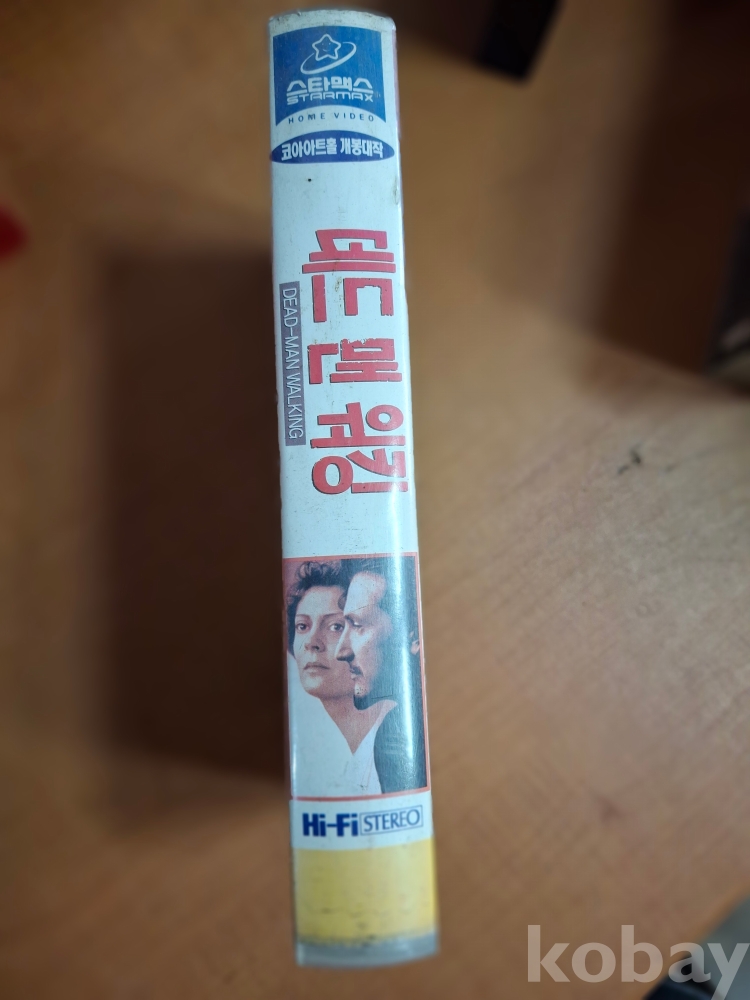 스타맥스
STARMAX
HOME VIDEO
코아아트홀 개봉대작
데드 맨 워킹
DEAD-MAN WALKING
Hi-Fi STEREO
kobay